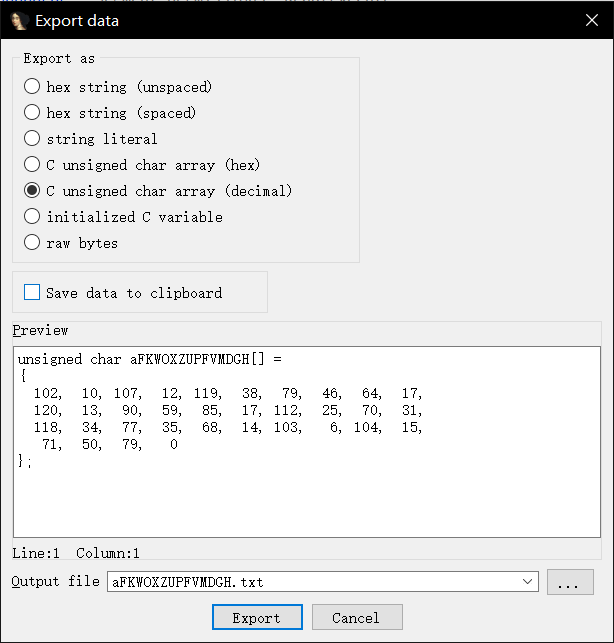 Export data
Export as
hex string (unspaced)
hex string (spaced)
string literal
C unsigned char array (hex)
C unsigned char array (decimal)
initialized C variable
raw bytes
Save data to clipboard
Preview
unsigned char aFKWOXZUPFVMDGH[] =
{
102, 10, 107, 12, 119, 38, 79, 46, 64, 17,
120, 13, 90, 59, 85, 17, 112, 25, 70, 31,
118, 34, 77, 35, 68, 14, 103, 6, 104, 15,
71, 50, 79, 0
};
Line:1 Column:1
Output file aFKWOXZUPFVMDGH.txt ...
Export Cancel